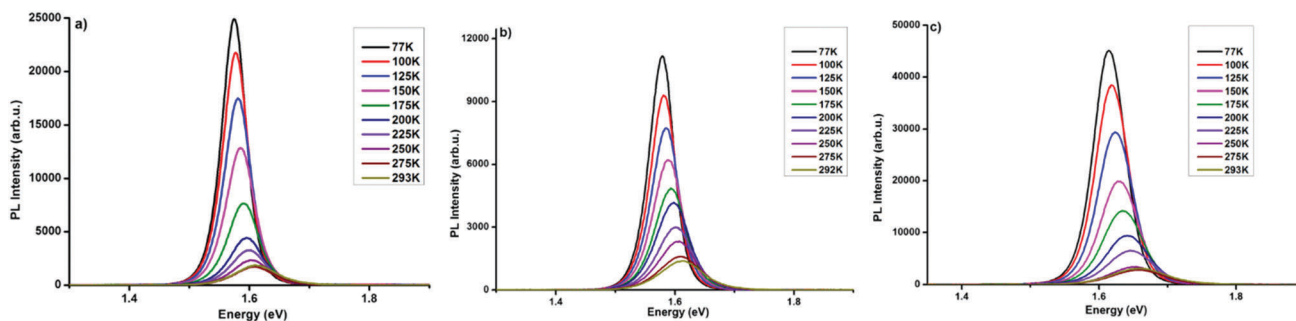 a)
PL Intensity (arb.u.)
25000
20000
15000
10000
5000
0
1.4
1.6
1.8
Energy (eV)
77K
100K
125K
150K
175K
200K
225K
250K
275K
293K
b)
PL Intensity (arb.u.)
12000
9000
6000
3000
0
1.4
1.6
1.8
Energy (eV)
77K
100K
125K
150K
175K
200K
225K
250K
275K
292K
c)
PL Intensity (arb.u.)
50000
40000
30000
20000
10000
0
1.4
1.6
1.8
Energy (eV)
77K
100K
125K
150K
175K
200K
225K
250K
275K
293K